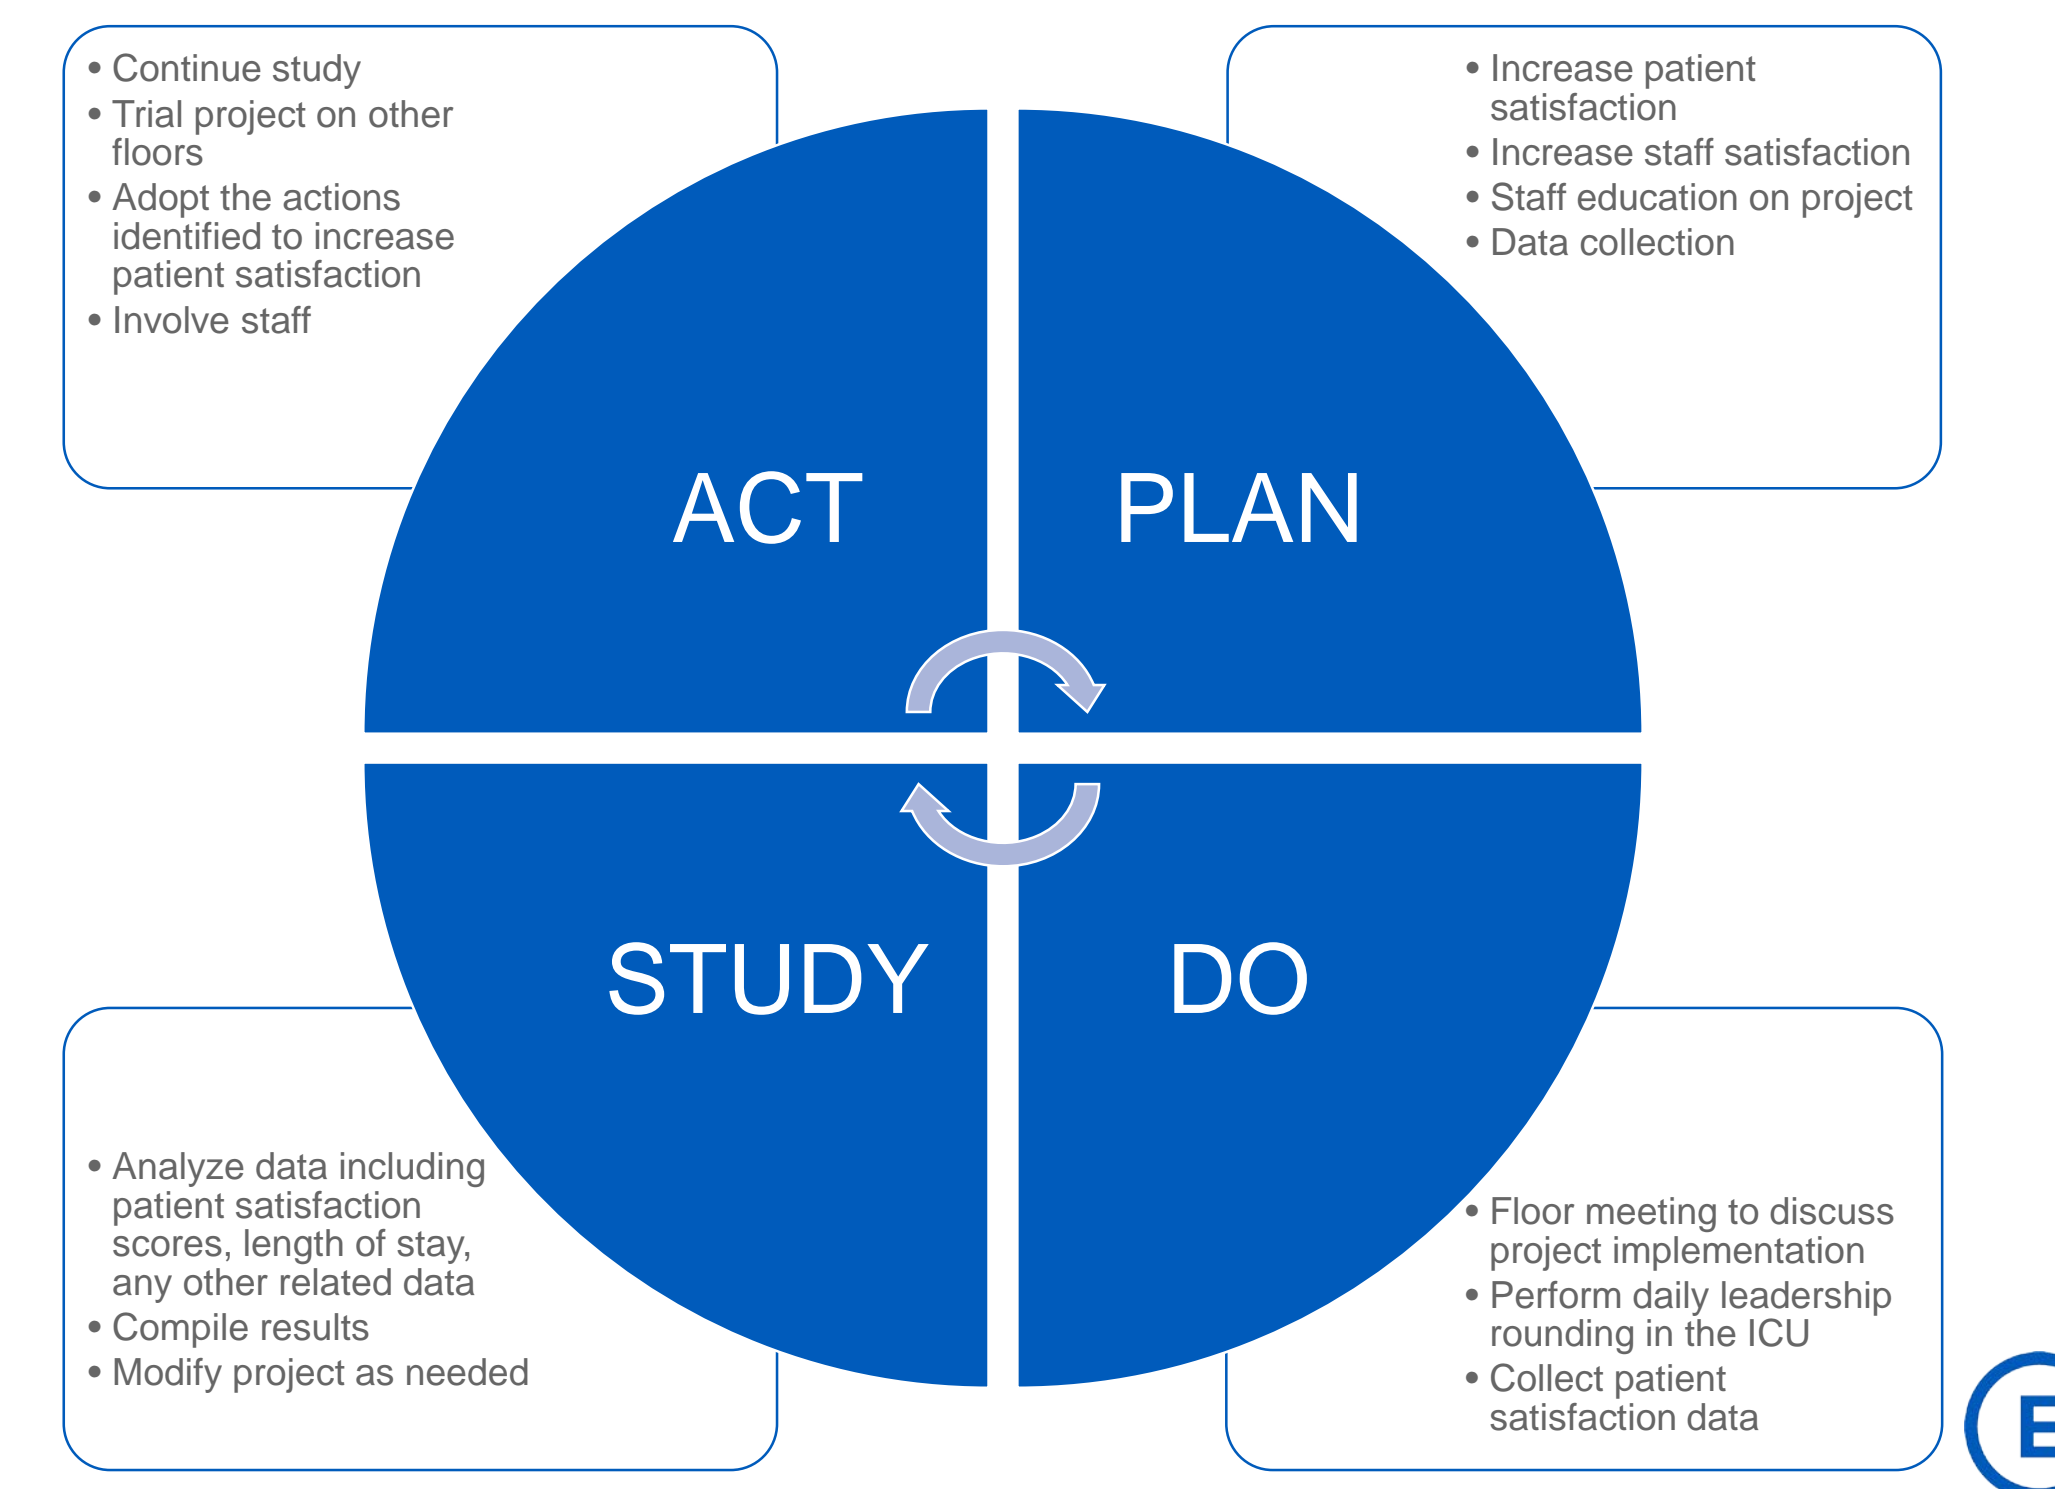 • Continue study
• Trial project on other
floors
• Adopt the actions
identified to increase
patient satisfaction
• Involve staff
• Increase patient
satisfaction
• Increase staff satisfaction
• Staff education on project
• Data collection
ACT
PLAN
STUDY
DO
• Analyze data including
patient satisfaction
scores, length of stay,
any other related data
• Compile results
• Modify project as needed
• Floor meeting to discuss
project implementation
• Perform daily leadership
rounding in the ICU
• Collect patient
satisfaction data
E